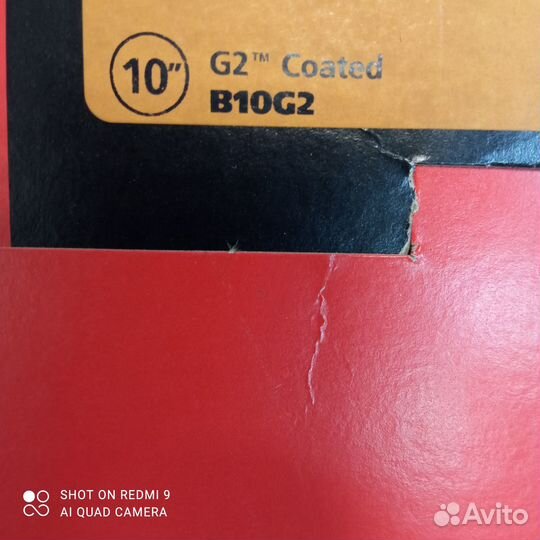 10"
G2™ Coated
B10G2
SHOT ON REDMI 9
AI QUAD CAMERA
Avito